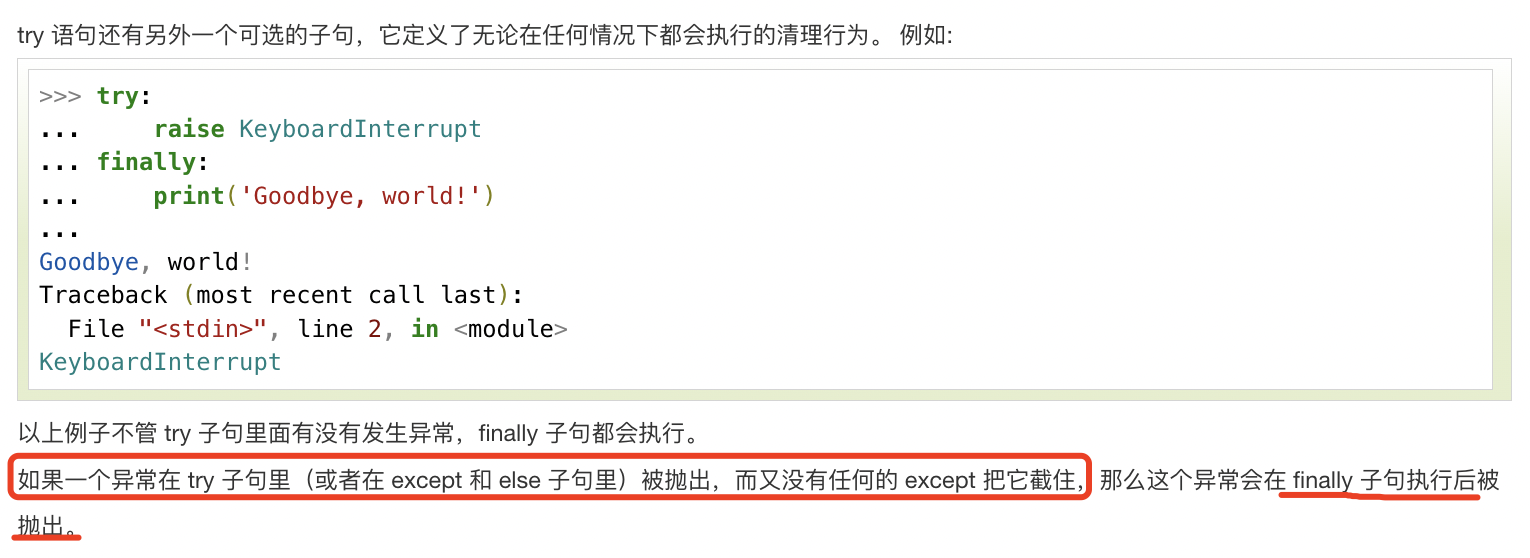 try 语句还有另外一个可选的子句，它定义了无论在任何情况下都会执行的清理行为。 例如:
>>> try:
...     raise KeyboardInterrupt
... finally:
...     print('Goodbye, world!')
...
Goodbye, world!
Traceback (most recent call last):
  File "<stdin>", line 2, in <module>
KeyboardInterrupt
以上例子不管 try 子句里面有没有发生异常，finally 子句都会执行。
如果一个异常在 try 子句里（或者在 except 和 else 子句里）被抛出，而又没有任何的 except 把它截住，那么这个异常会在 finally 子句执行后被
抛出。